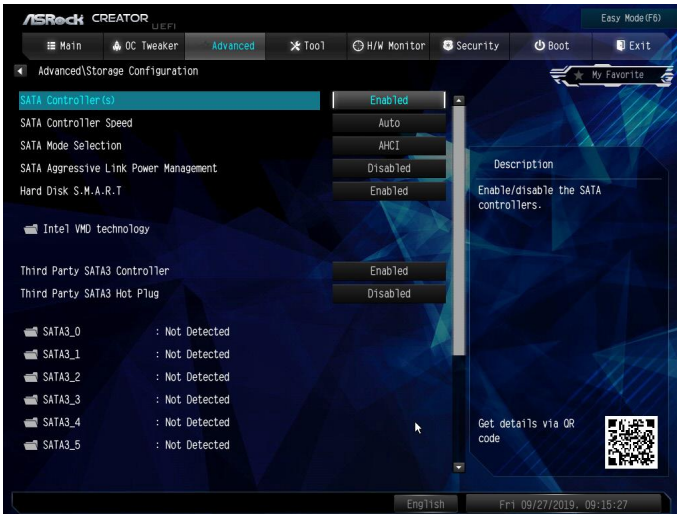 ASRock CREATOR UEFI
Easy Mode(F6)
Main OC Tweaker Advanced Tool H/W Monitor Security Boot Exit
Advanced\Storage Configuration
My Favorite
SATA Controller(s) Enabled
SATA Controller Speed Auto
SATA Mode Selection AHCI
SATA Aggressive Link Power Management Disabled
Hard Disk S.M.A.R.T Enabled
Intel VMD technology
Third Party SATA3 Controller Enabled
Third Party SATA3 Hot Plug Disabled
SATA3_0 : Not Detected
SATA3_1 : Not Detected
SATA3_2 : Not Detected
SATA3_3 : Not Detected
SATA3_4 : Not Detected
SATA3_5 : Not Detected
Description
Enable/disable the SATA
controllers.
Get details via QR
code
English
Fri 09/27/2019. 09:15:27